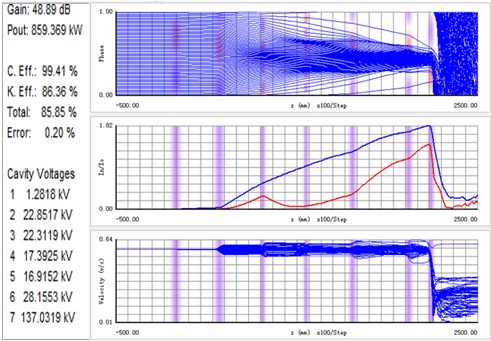 Gain: 48.89 dB
Pout: 859.369 kW
C. Eff.: 99.41 %
K. Eff.: 86.36 %
Total: 85.85 %
Error: 0.20 %
Cavity Voltages
1 1.2818 kV
2 22.8517 kV
3 22.3119 kV
4 17.3925 kV
5 16.9152 kV
6 28.1553 kV
7 137.0319 kV
1.00
Phase
0.00
-500.00 z (mm) x100/Step 2500.00
1.82
In/Io
0.00
-500.00 z (mm) x100/Step 2500.00
0.64
Velocity (v/c)
0.01
-500.00 z (mm) x100/Step 2500.00